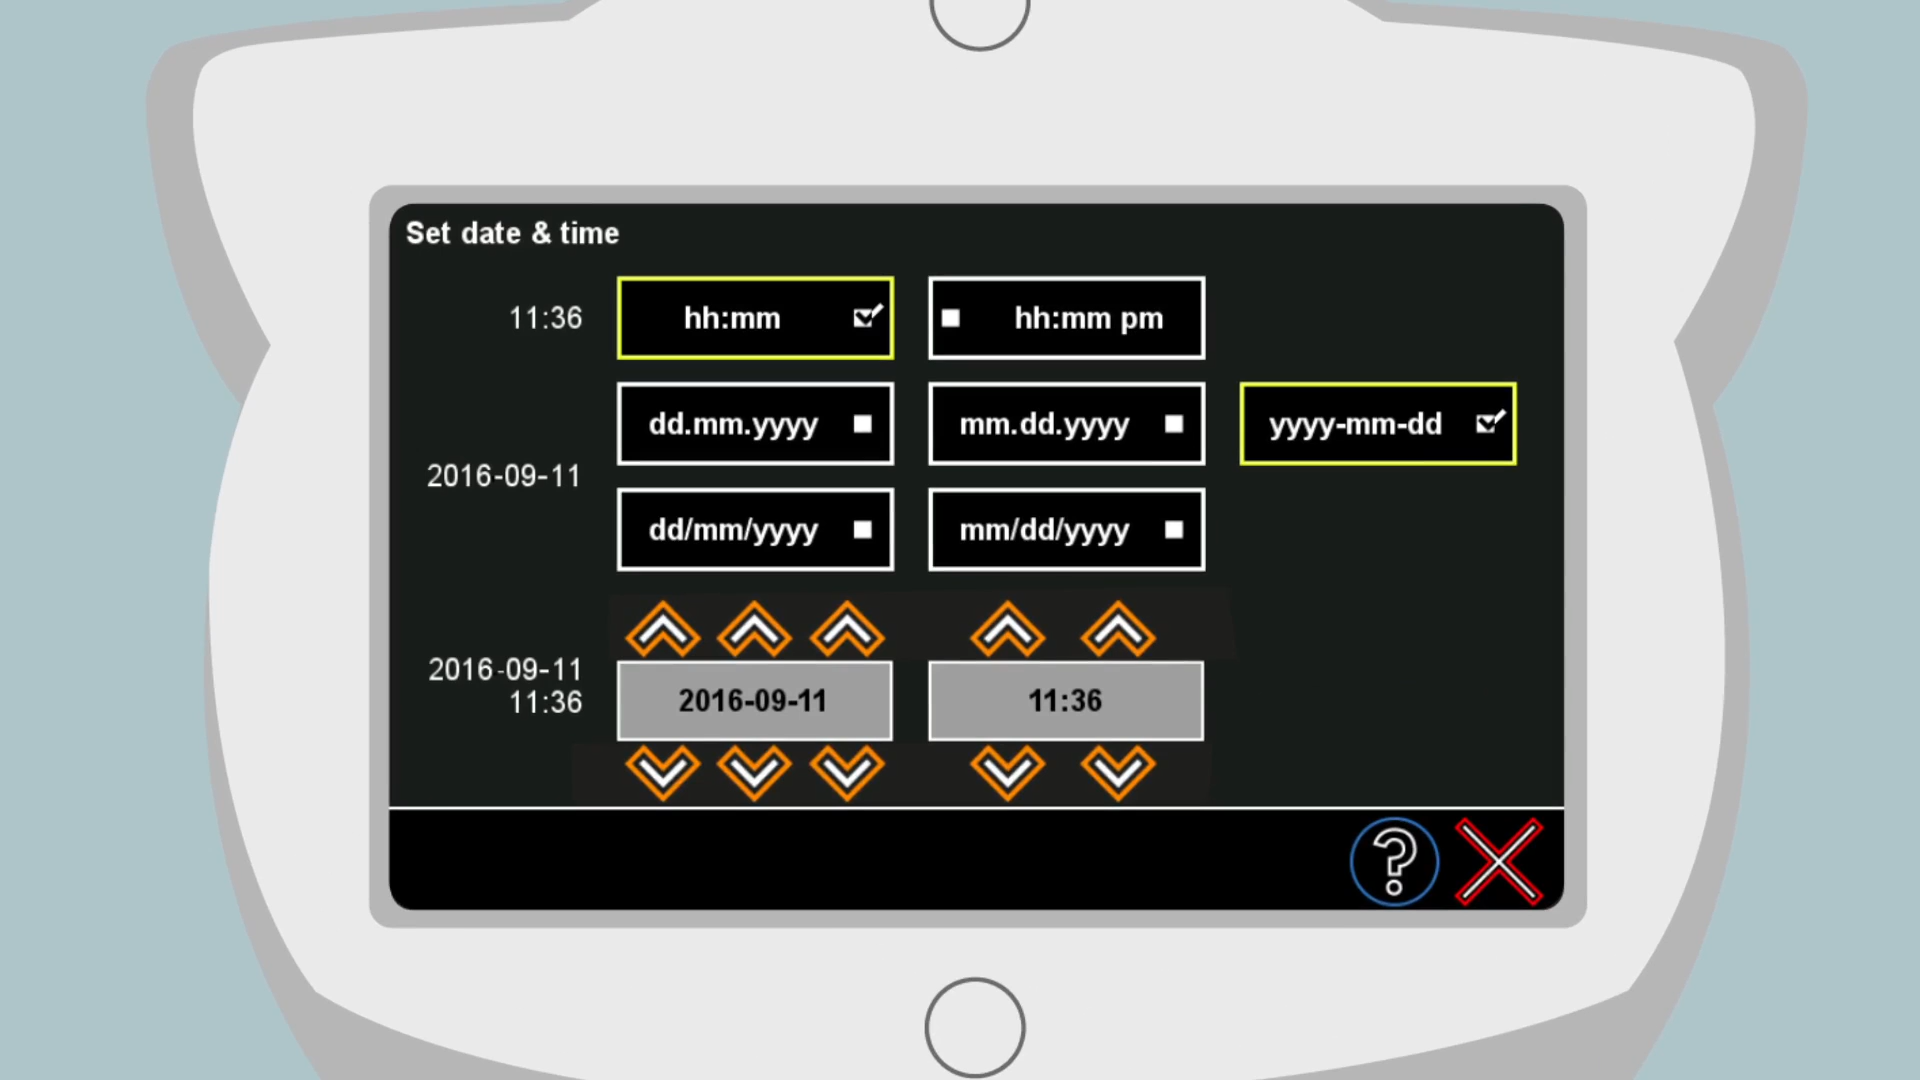 Set date & time
11:36
hh:mm
hh:mm pm
dd.mm.yyyy
mm.dd.yyyy
yyyy-mm-dd
2016-09-11
dd/mm/yyyy
mm/dd/yyyy
2016-09-11
11:36
2016-09-11
11:36
?